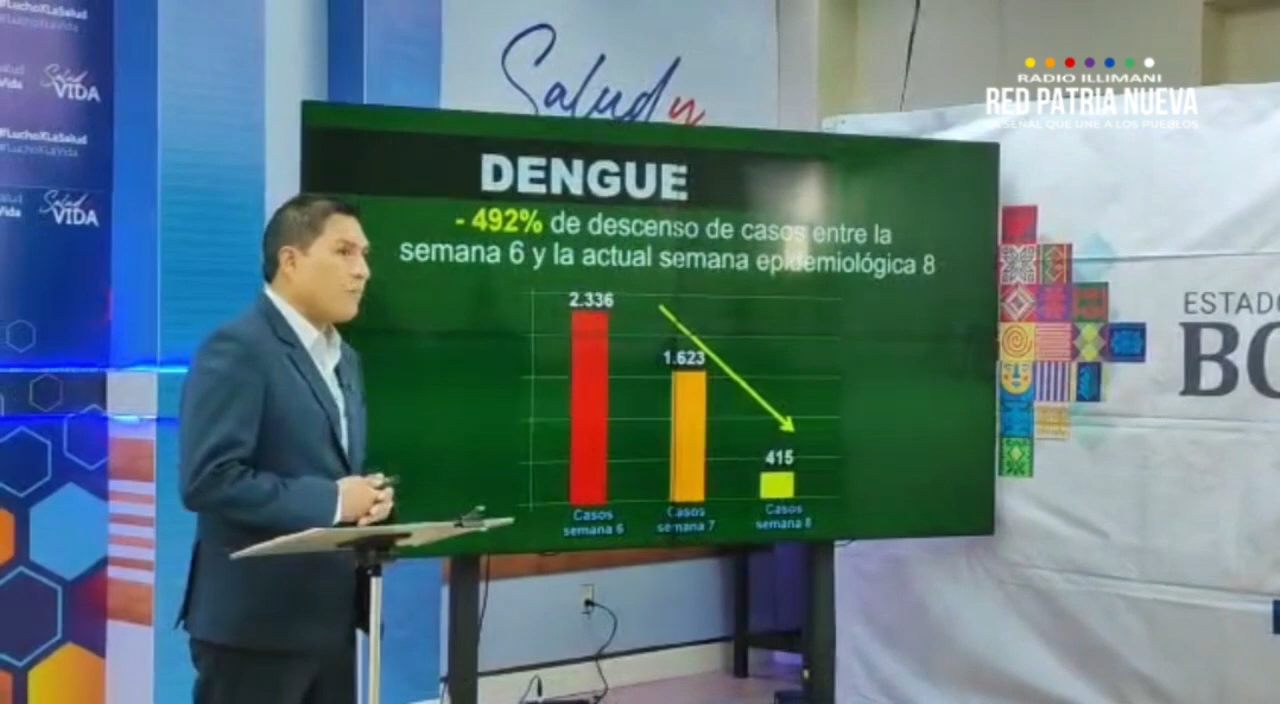 #LuchoXLaSalud
#LuchoXLaVida
Salud
VIDA
#LuchoXLaSalud
#LuchoXLaVida
Salud
VIDA
Salud y
RADIO ILLIMANI
RED PATRIA NUEVA
SEÑAL QUE UNE A LOS PUEBLOS
DENGUE
- 492% de descenso de casos entre la
semana 6 y la actual semana epidemiológica 8
2.336
1.623
415
Casos
semana 6
Casos
semana 7
Casos
semana 8
ESTADO
BO